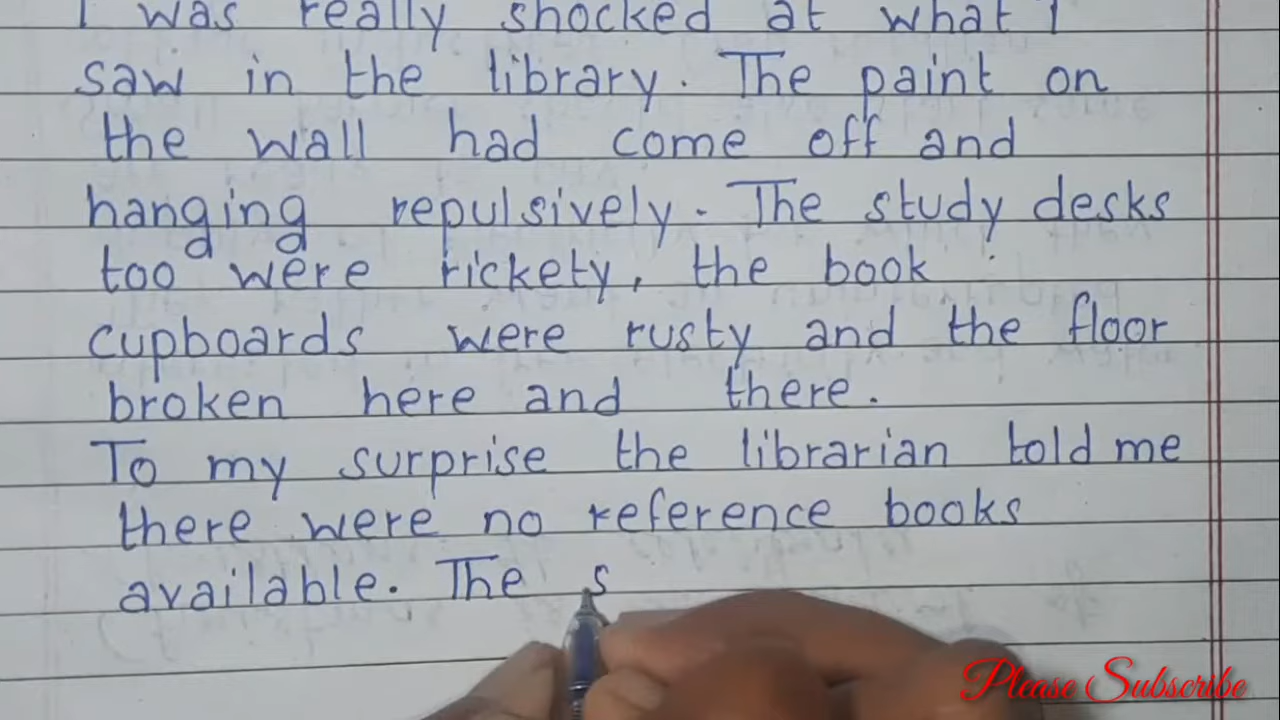 I was really shocked at what I
saw in the library. The paint on
the wall had come off and
hanging repulsively. The study desks
too were rickety, the book
cupboards were rusty and the floor
broken here and there.
To my surprise the librarian told me
there were no reference books
available. The s
Please Subscribe